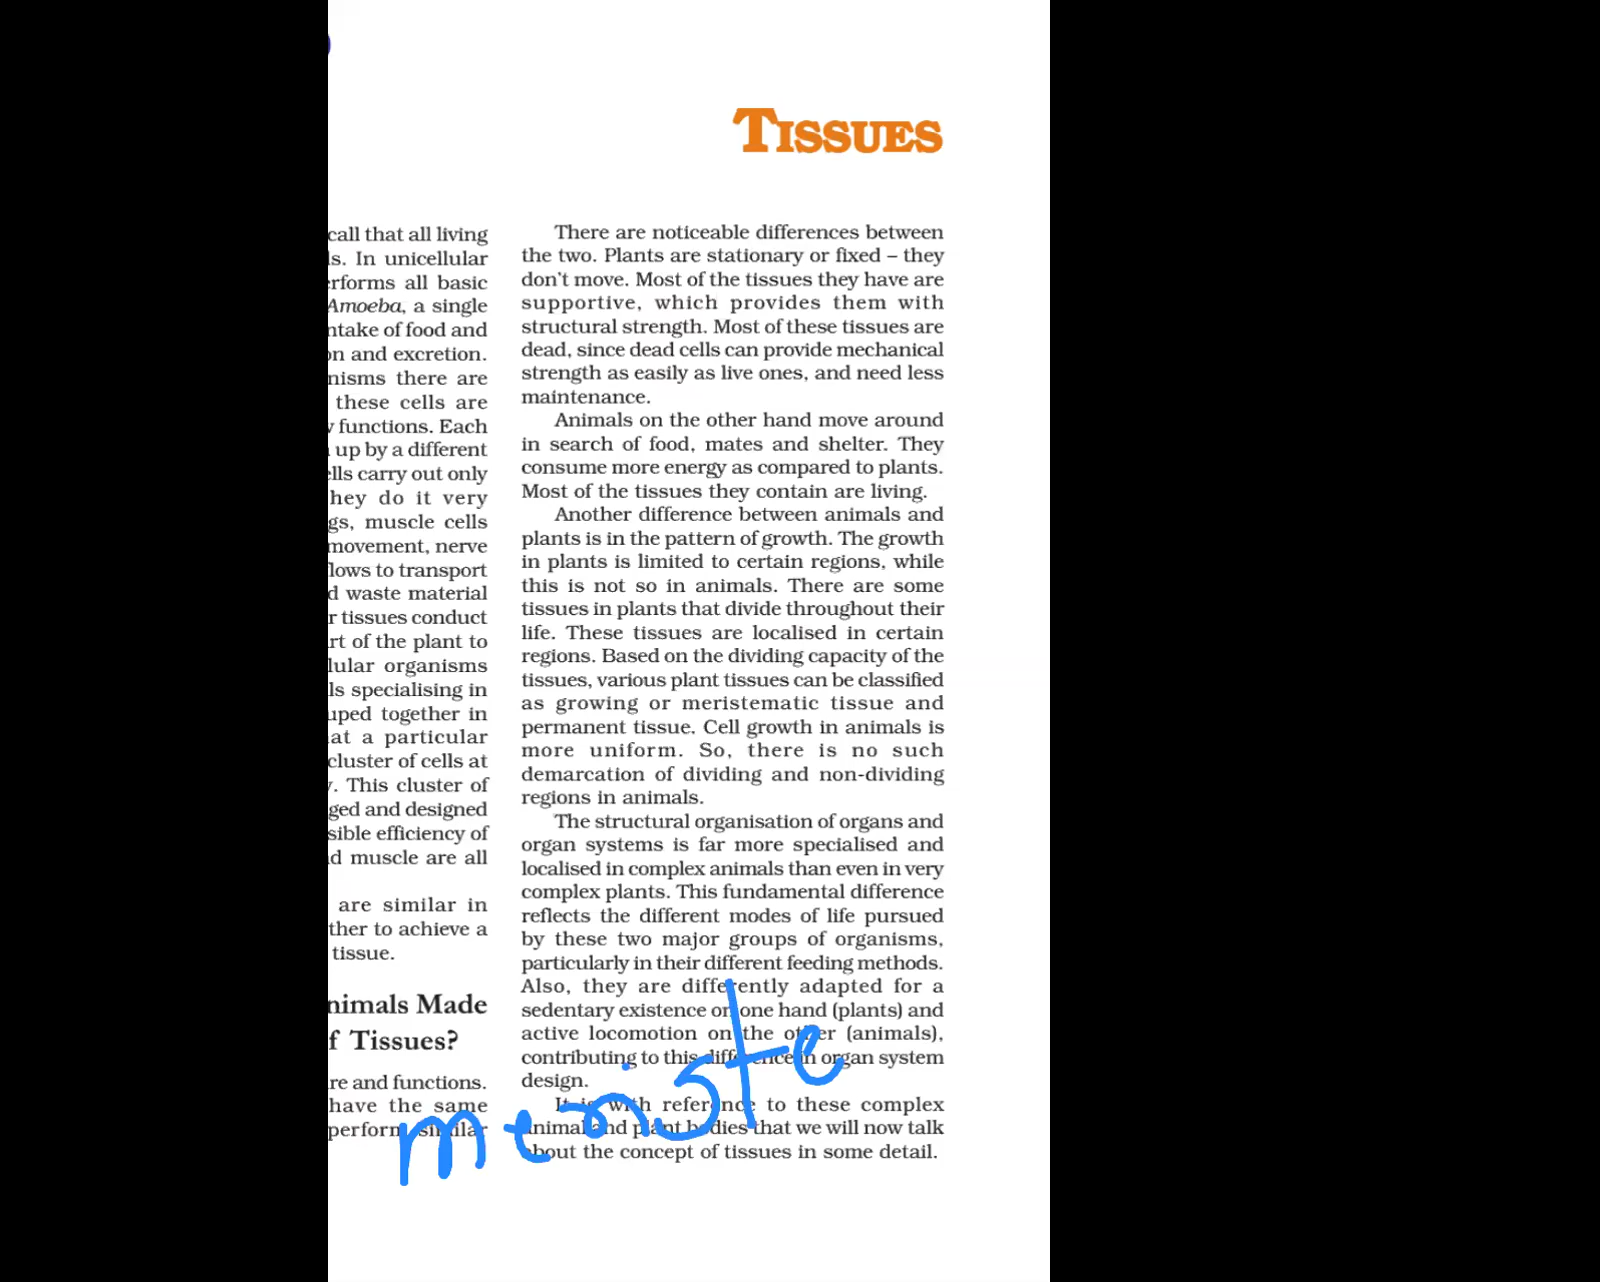 TISSUES
call that all living
s. In unicellular
rforms all basic
Amoeba, a single
ntake of food and
on and excretion.
nisms there are
these cells are
functions. Each
up by a different
ells carry out only
hey do it very
gs, muscle cells
movement, nerve
flows to transport
d waste material
r tissues conduct
rt of the plant to
lular organisms
ls specialising in
uped together in
at a particular
cluster of cells at
. This cluster of
ged and designed
sible efficiency of
d muscle are all
are similar in
ther to achieve a
tissue.
nimals Made
f Tissues?
re and functions.
have the same
perform similar
There are noticeable differences between
the two. Plants are stationary or fixed – they
don't move. Most of the tissues they have are
supportive, which provides them with
structural strength. Most of these tissues are
dead, since dead cells can provide mechanical
strength as easily as live ones, and need less
maintenance.
Animals on the other hand move around
in search of food, mates and shelter. They
consume more energy as compared to plants.
Most of the tissues they contain are living.
Another difference between animals and
plants is in the pattern of growth. The growth
in plants is limited to certain regions, while
this is not so in animals. There are some
tissues in plants that divide throughout their
life. These tissues are localised in certain
regions. Based on the dividing capacity of the
tissues, various plant tissues can be classified
as growing or meristematic tissue and
permanent tissue. Cell growth in animals is
more uniform. So, there is no such
demarcation of dividing and non-dividing
regions in animals.
The structural organisation of organs and
organ systems is far more specialised and
localised in complex animals than even in very
complex plants. This fundamental difference
reflects the different modes of life pursued
by these two major groups of organisms,
particularly in their different feeding methods.
Also, they are differently adapted for a
sedentary existence on one hand (plants) and
active locomotion on the other (animals),
contributing to this difference in organ system
design.
It is with reference to these complex
animal and plant bodies that we will now talk
about the concept of tissues in some detail.
meriste